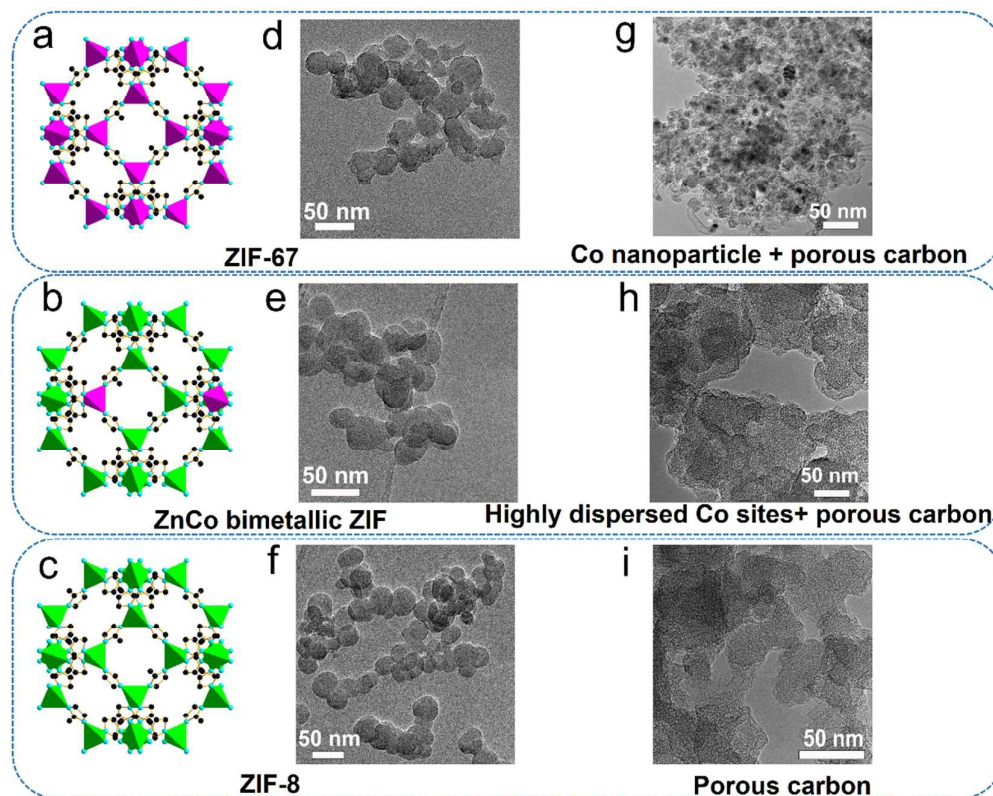 a
d
g
50 nm
50 nm
ZIF-67
Co nanoparticle + porous carbon
b
e
h
50 nm
50 nm
ZnCo bimetallic ZIF
Highly dispersed Co sites+ porous carbon
c
f
i
50 nm
50 nm
ZIF-8
Porous carbon